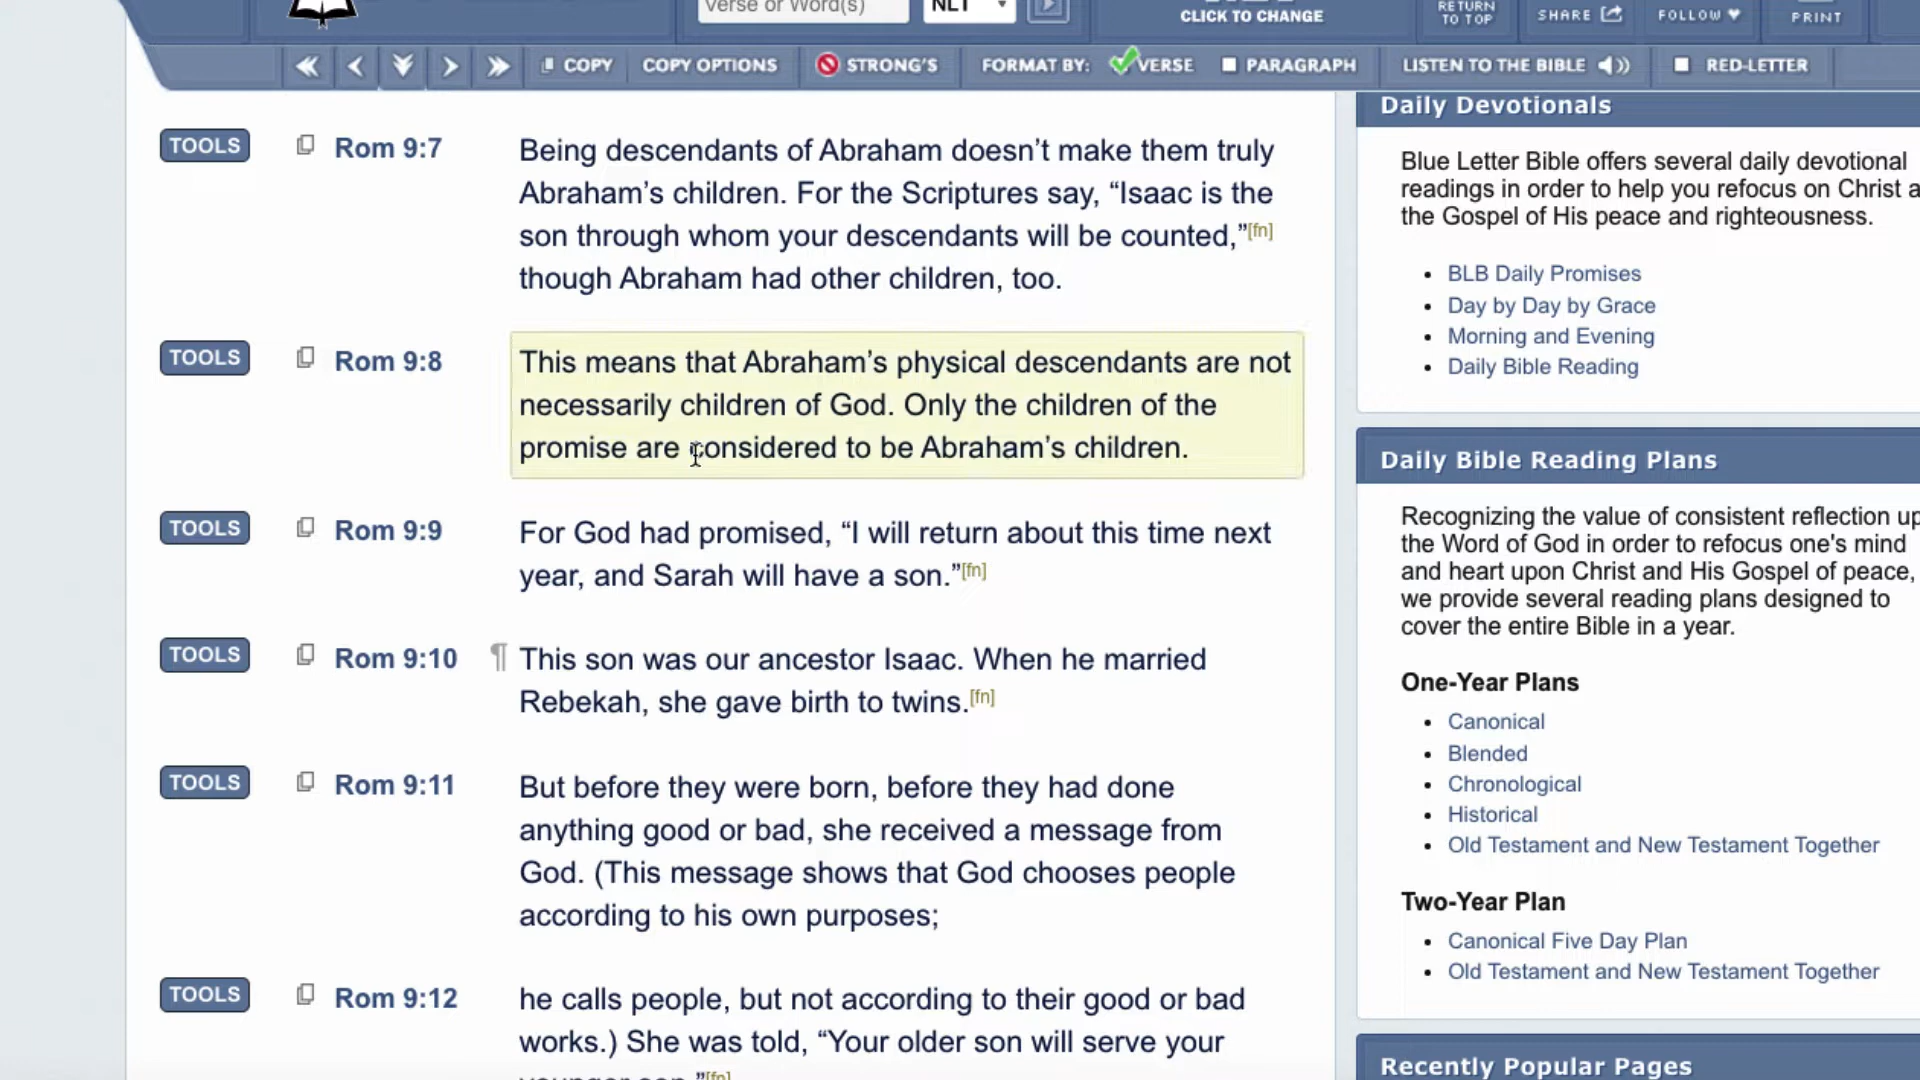 Verse or Word(s)
NLT
CLICK TO CHANGE
RETURN
TO TOP
SHARE
FOLLOW
PRINT
COPY
COPY OPTIONS
STRONG'S
FORMAT BY:
VERSE
PARAGRAPH
LISTEN TO THE BIBLE
RED-LETTER
TOOLS
Rom 9:7
Being descendants of Abraham doesn’t make them truly
Abraham’s children. For the Scriptures say, “Isaac is the
son through whom your descendants will be counted,”[fn]
though Abraham had other children, too.
TOOLS
Rom 9:8
This means that Abraham’s physical descendants are not
necessarily children of God. Only the children of the
promise are considered to be Abraham’s children.
TOOLS
Rom 9:9
For God had promised, “I will return about this time next
year, and Sarah will have a son.”[fn]
TOOLS
Rom 9:10
¶ This son was our ancestor Isaac. When he married
Rebekah, she gave birth to twins.[fn]
TOOLS
Rom 9:11
But before they were born, before they had done
anything good or bad, she received a message from
God. (This message shows that God chooses people
according to his own purposes;
TOOLS
Rom 9:12
he calls people, but not according to their good or bad
works.) She was told, “Your older son will serve your
younger son.”[fn]
Daily Devotionals
Blue Letter Bible offers several daily devotional
readings in order to help you refocus on Christ a
the Gospel of His peace and righteousness.
• BLB Daily Promises
• Day by Day by Grace
• Morning and Evening
• Daily Bible Reading
Daily Bible Reading Plans
Recognizing the value of consistent reflection up
the Word of God in order to refocus one's mind
and heart upon Christ and His Gospel of peace,
we provide several reading plans designed to
cover the entire Bible in a year.
One-Year Plans
• Canonical
• Blended
• Chronological
• Historical
• Old Testament and New Testament Together
Two-Year Plan
• Canonical Five Day Plan
• Old Testament and New Testament Together
Recently Popular Pages